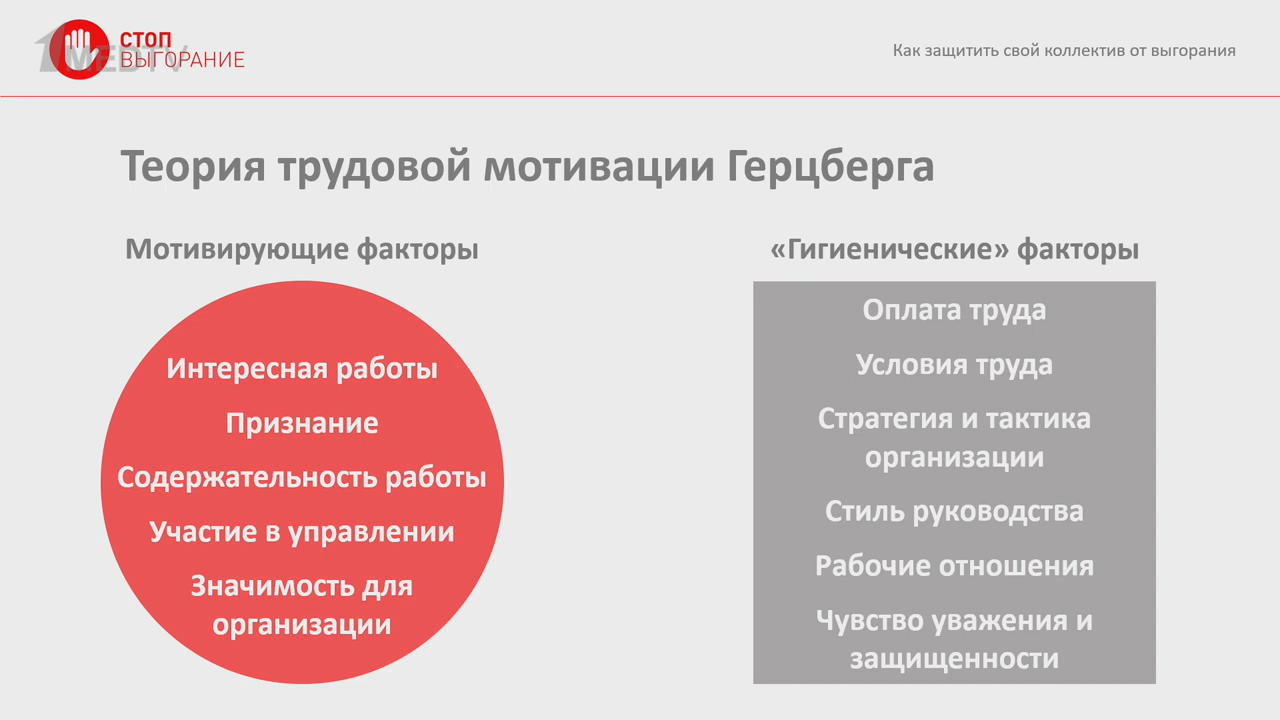 СТОП
ВЫГОРАНИЕ
MEDTV
Как защитить свой коллектив от выгорания
Теория трудовой мотивации Герцберга
Мотивирующие факторы
Интересная работы
Признание
Содержательность работы
Участие в управлении
Значимость для
организации
«Гигиенические» факторы
Оплата труда
Условия труда
Стратегия и тактика
организации
Стиль руководства
Рабочие отношения
Чувство уважения и
защищенности